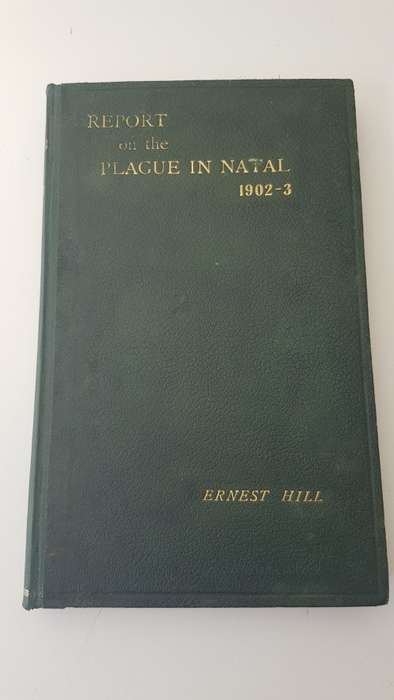 REPORT
on the
PLAGUE IN NATAL
1902-3
ERNEST HILL